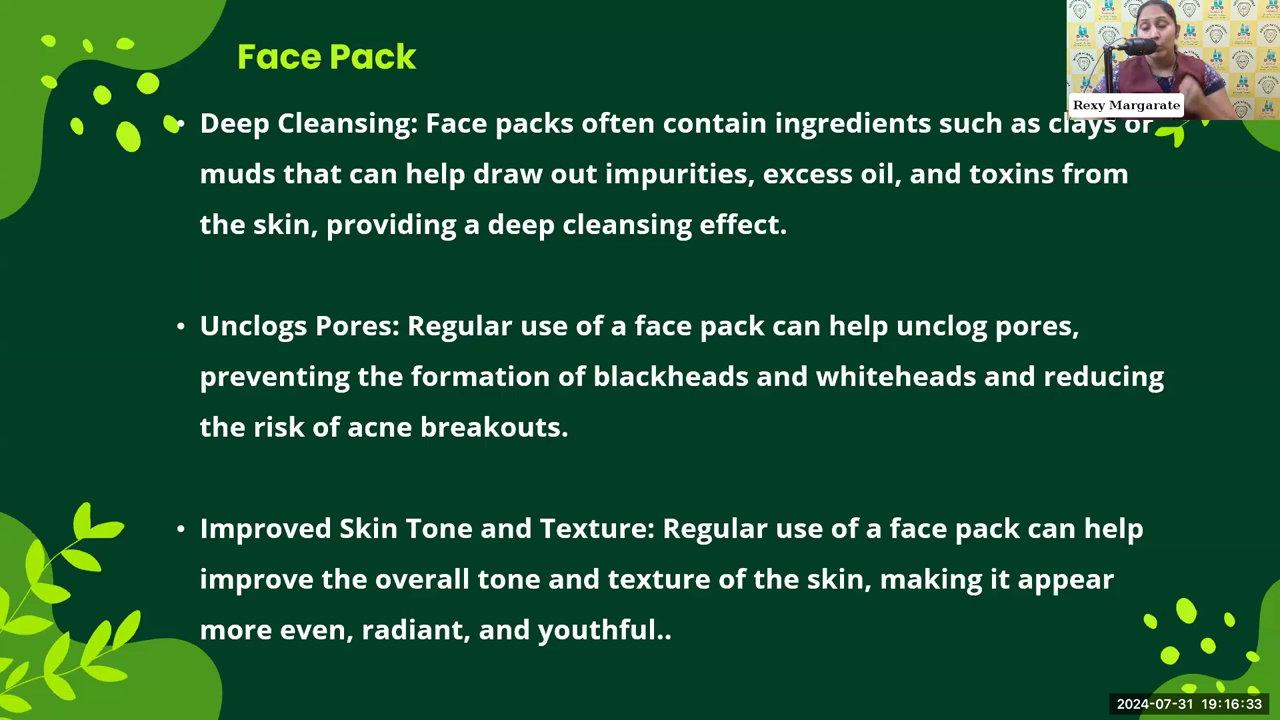 Face Pack
Rexy Margarate
• Deep Cleansing: Face packs often contain ingredients such as clays or
muds that can help draw out impurities, excess oil, and toxins from
the skin, providing a deep cleansing effect.
• Unclogs Pores: Regular use of a face pack can help unclog pores,
preventing the formation of blackheads and whiteheads and reducing
the risk of acne breakouts.
• Improved Skin Tone and Texture: Regular use of a face pack can help
improve the overall tone and texture of the skin, making it appear
more even, radiant, and youthful..
2024-07-31 19:16:33